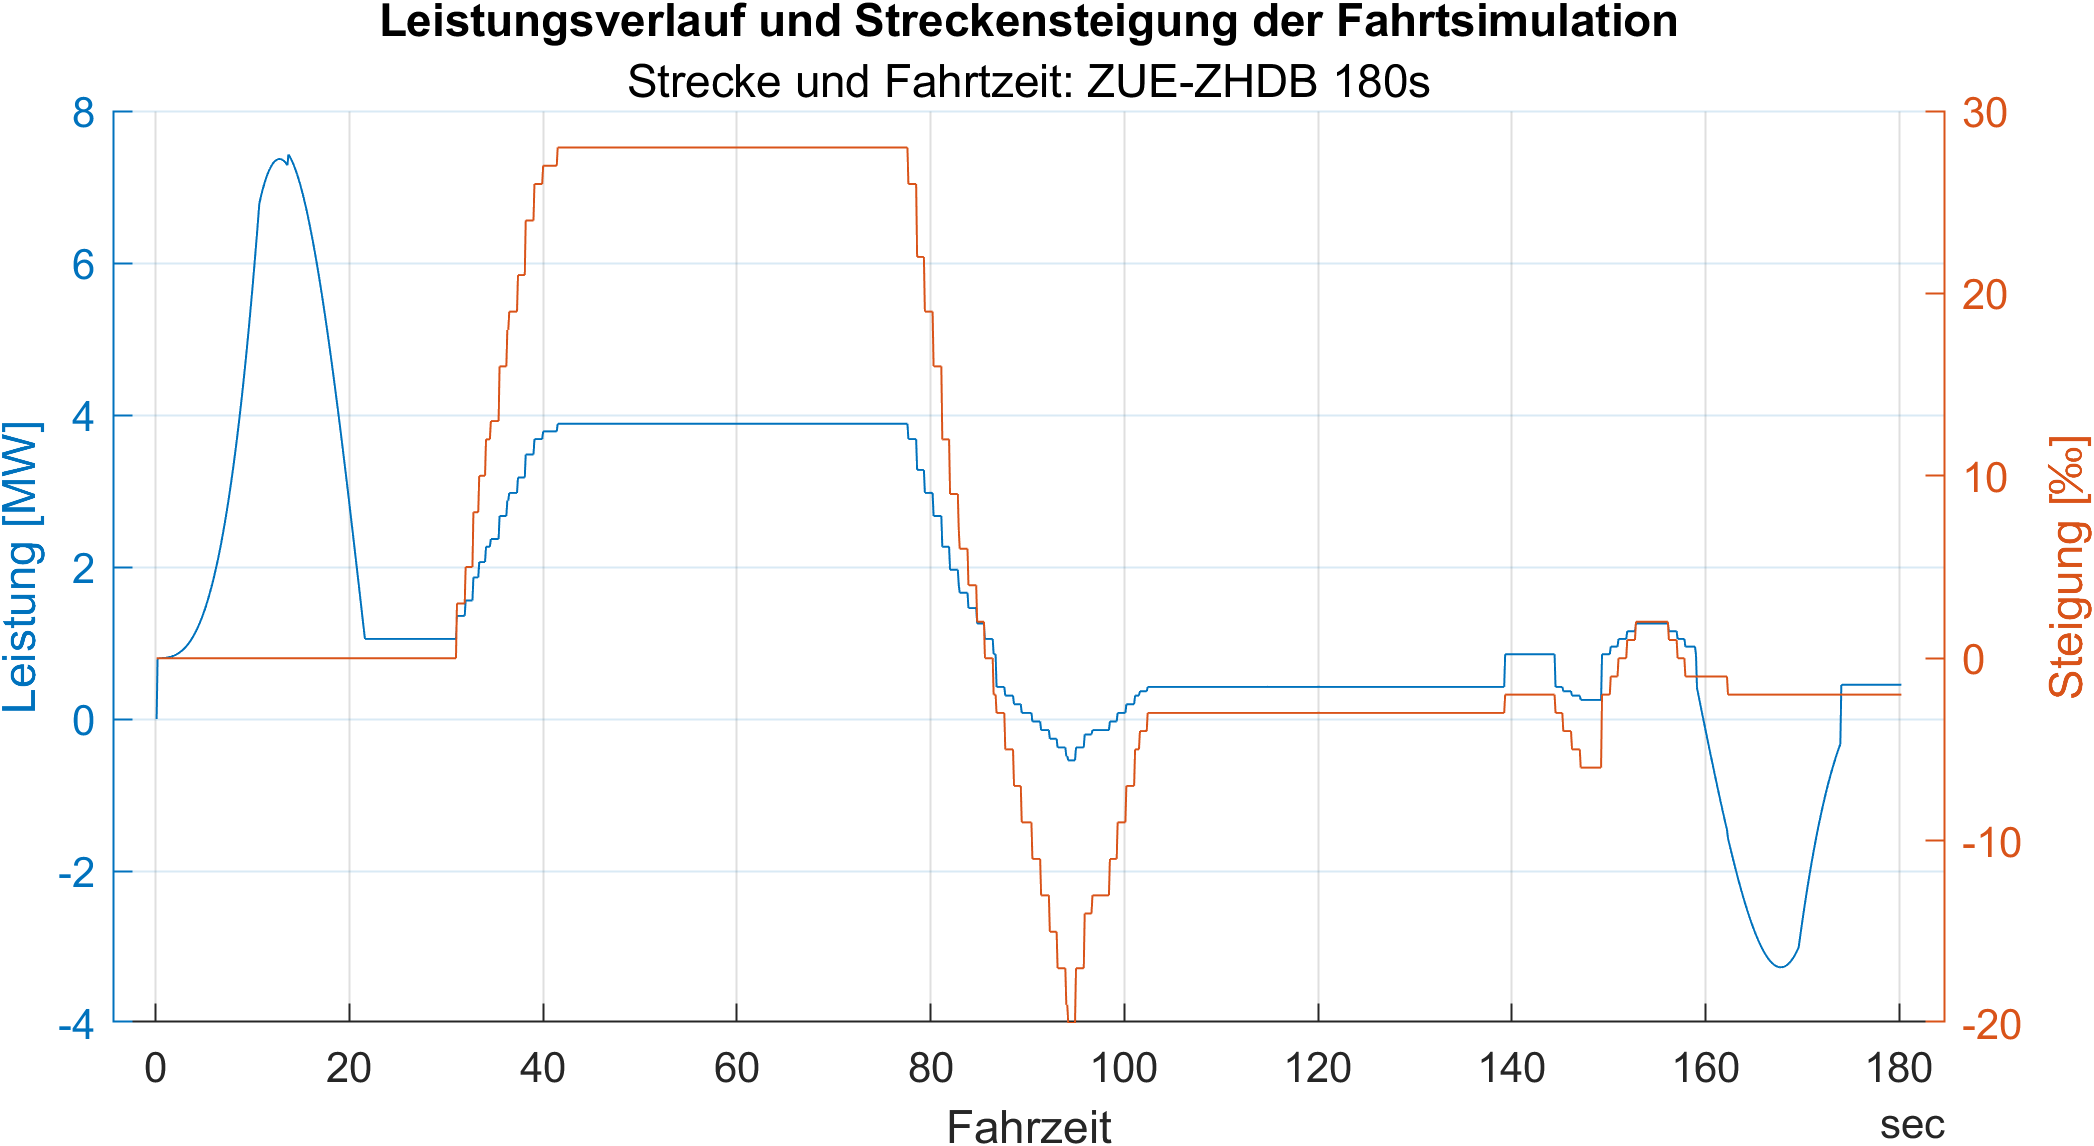 Leistungsverlauf und Streckensteigung der Fahrtsimulation
Strecke und Fahrtzeit: ZUE-ZHDB 180s
8
6
4
2
0
-2
-4
Leistung [MW]
30
20
10
0
-10
-20
Steigung [‰]
0 20 40 60 80 100 120 140 160 180
Fahrzeit
sec